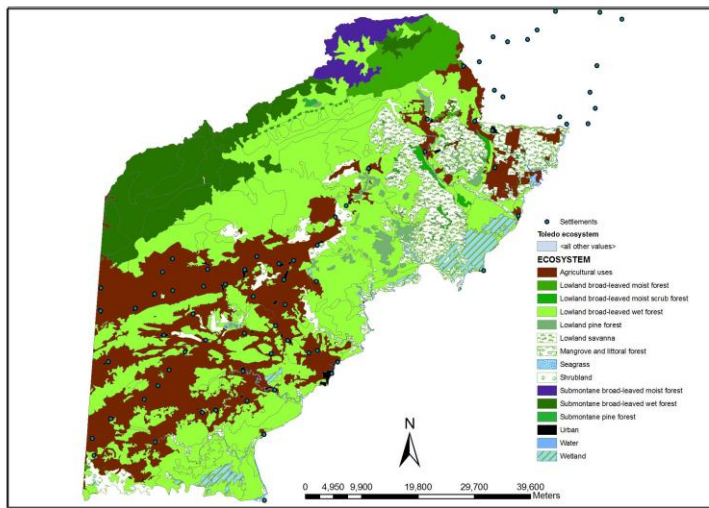 Settlements
Toledo ecosystem
<all other values>
ECOSYSTEM
Agricultural uses
Lowland broad-leaved moist forest
Lowland broad-leaved moist scrub forest
Lowland broad-leaved wet forest
Lowland pine forest
Lowland savanna
Mangrove and littoral forest
Seagrass
Shrubland
Submontane broad-leaved moist forest
Submontane broad-leaved wet forest
Submontane pine forest
Urban
Water
Wetland
N
0 4,950 9,900 19,800 29,700 39,600
Meters